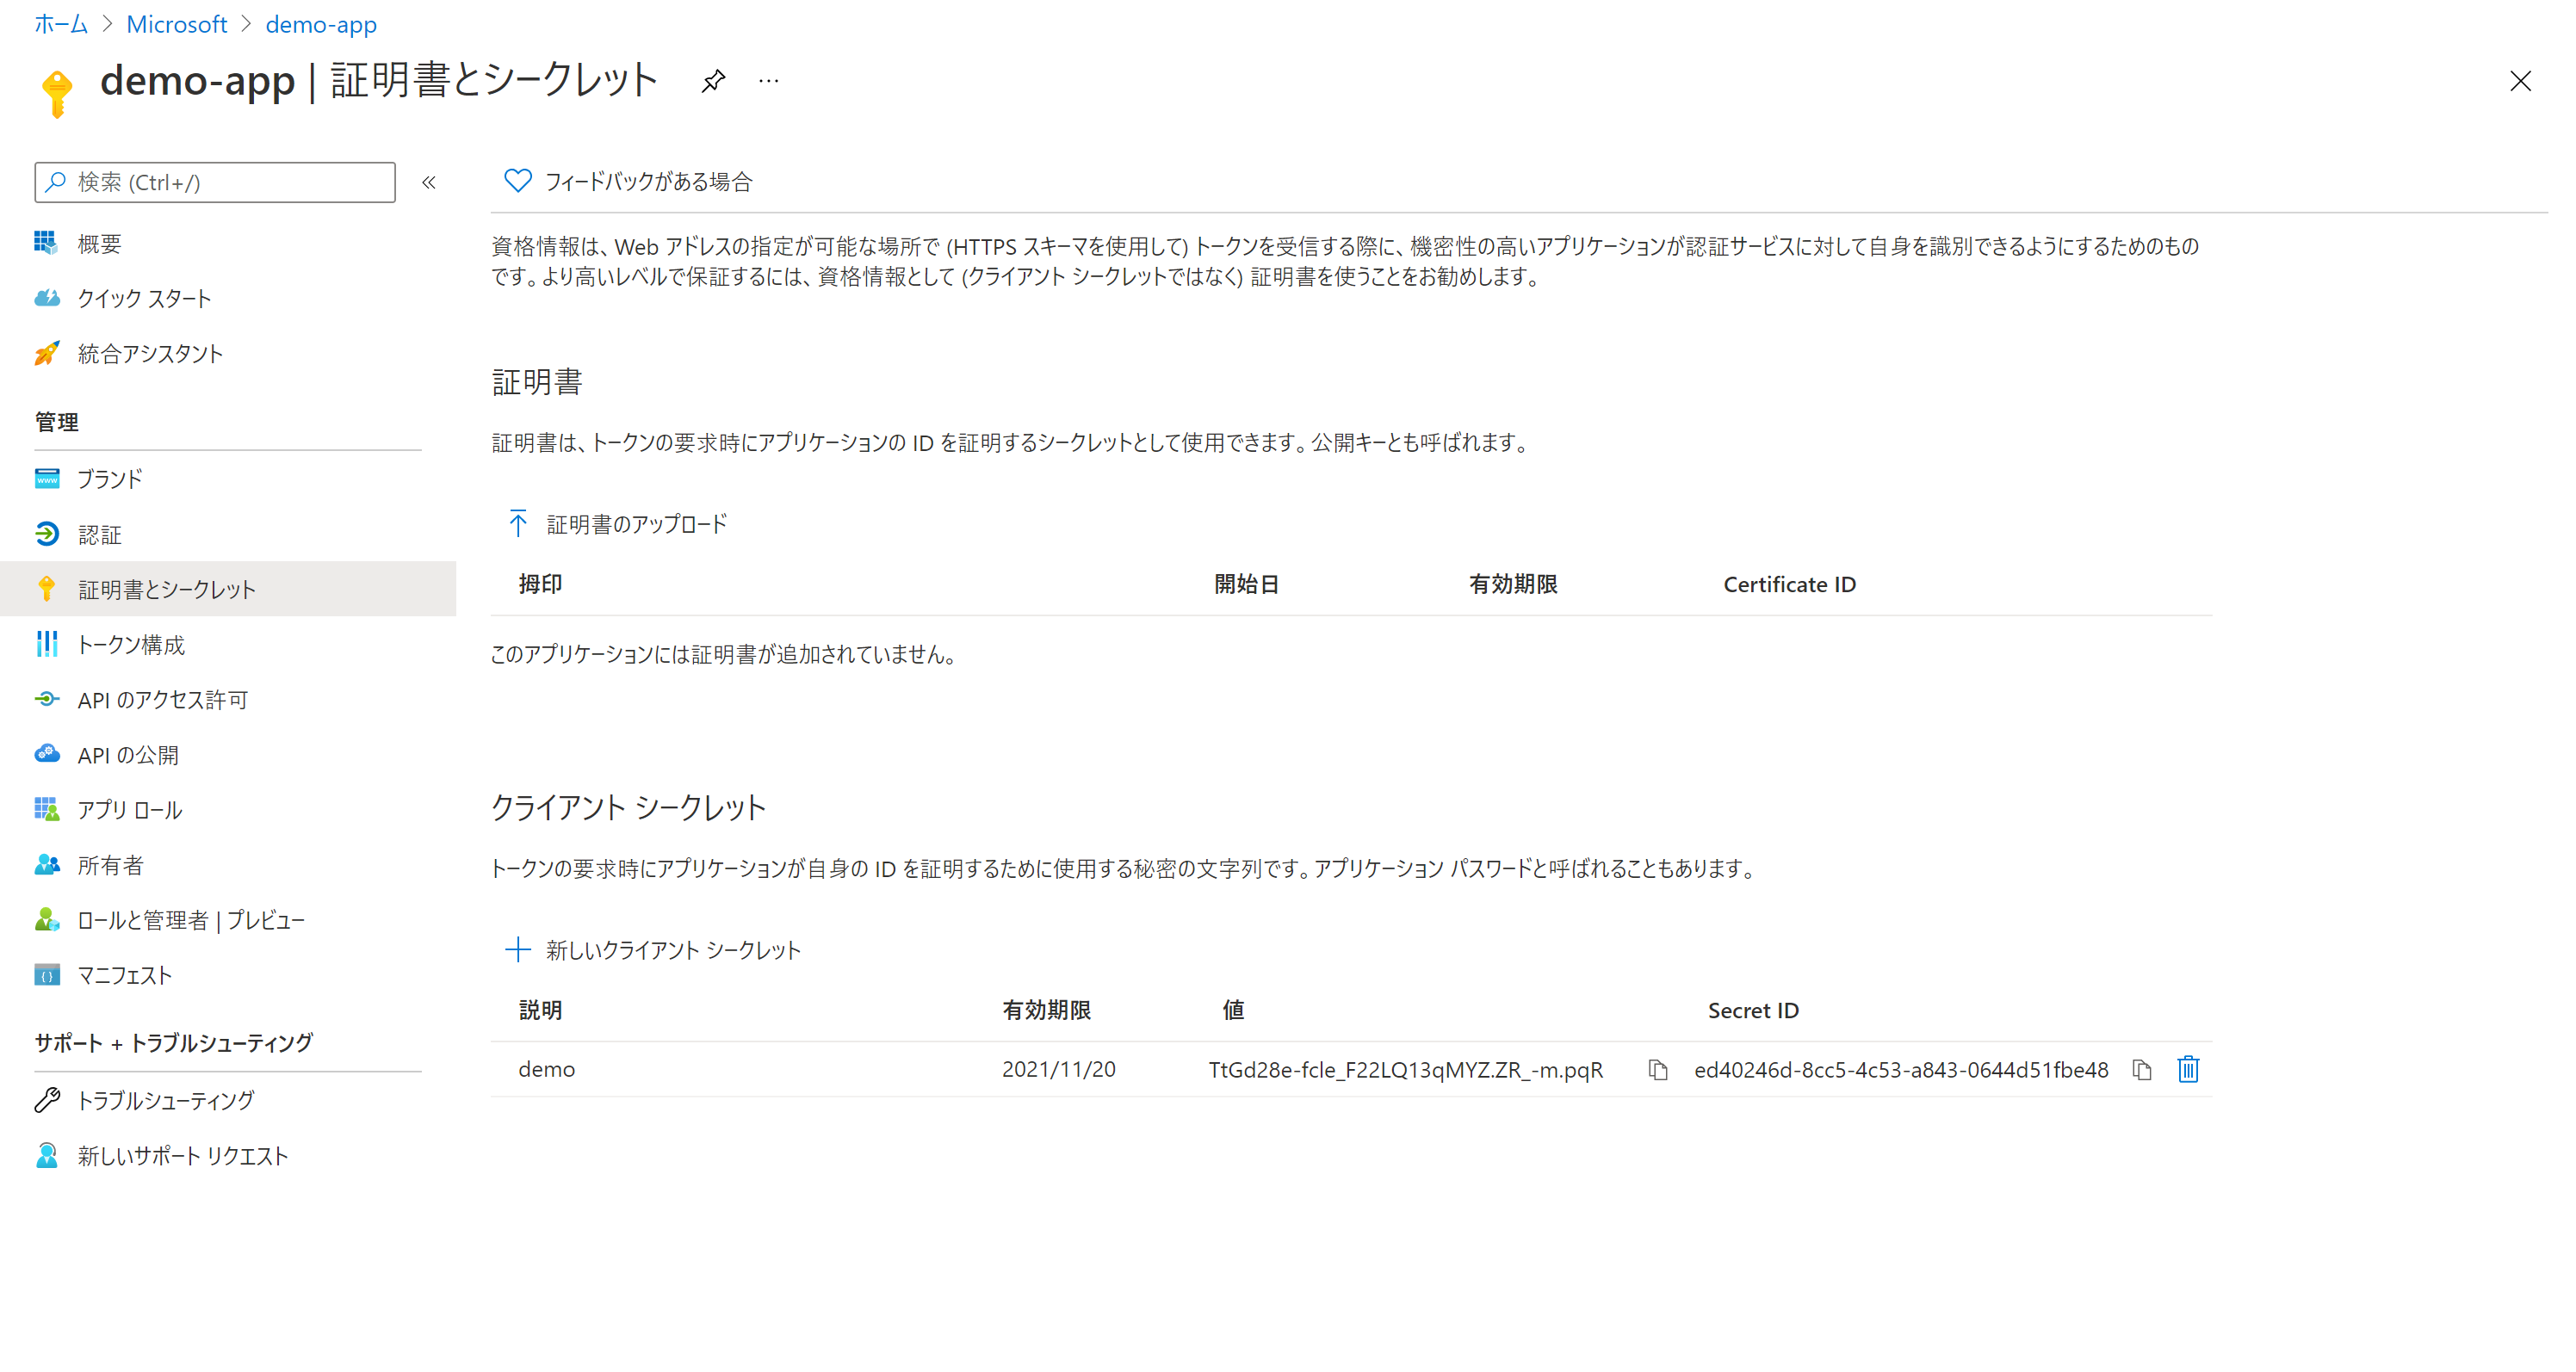 ホーム > Microsoft > demo-app
demo-app | 証明書とシークレット
検索 (Ctrl+/)
概要
クイック スタート
統合アシスタント
管理
ブランド
認証
証明書とシークレット
トークン構成
API のアクセス許可
API の公開
アプリ ロール
所有者
ロールと管理者 | プレビュー
マニフェスト
サポート + トラブルシューティング
トラブルシューティング
新しいサポート リクエスト
フィードバックがある場合
資格情報は、Web アドレスの指定が可能な場所で (HTTPS スキーマを使用して) トークンを受信する際に、機密性の高いアプリケーションが認証サービスに対して自身を識別できるようにするためのもの
です。より高いレベルで保証するには、資格情報として (クライアント シークレットではなく) 証明書を使うことをお勧めします。
証明書
証明書は、トークンの要求時にアプリケーションの ID を証明するシークレットとして使用できます。公開キーとも呼ばれます。
証明書のアップロード
拇印 開始日 有効期限 Certificate ID
このアプリケーションには証明書が追加されていません。
クライアント シークレット
トークンの要求時にアプリケーションが自身の ID を証明するために使用する秘密の文字列です。アプリケーション パスワードと呼ばれることもあります。
新しいクライアント シークレット
説明 有効期限 値 Secret ID
demo 2021/11/20 TtGd28e-fcle_F22LQ13qMYZ.ZR_-m.pqR ed40246d-8cc5-4c53-a843-0644d51fbe48